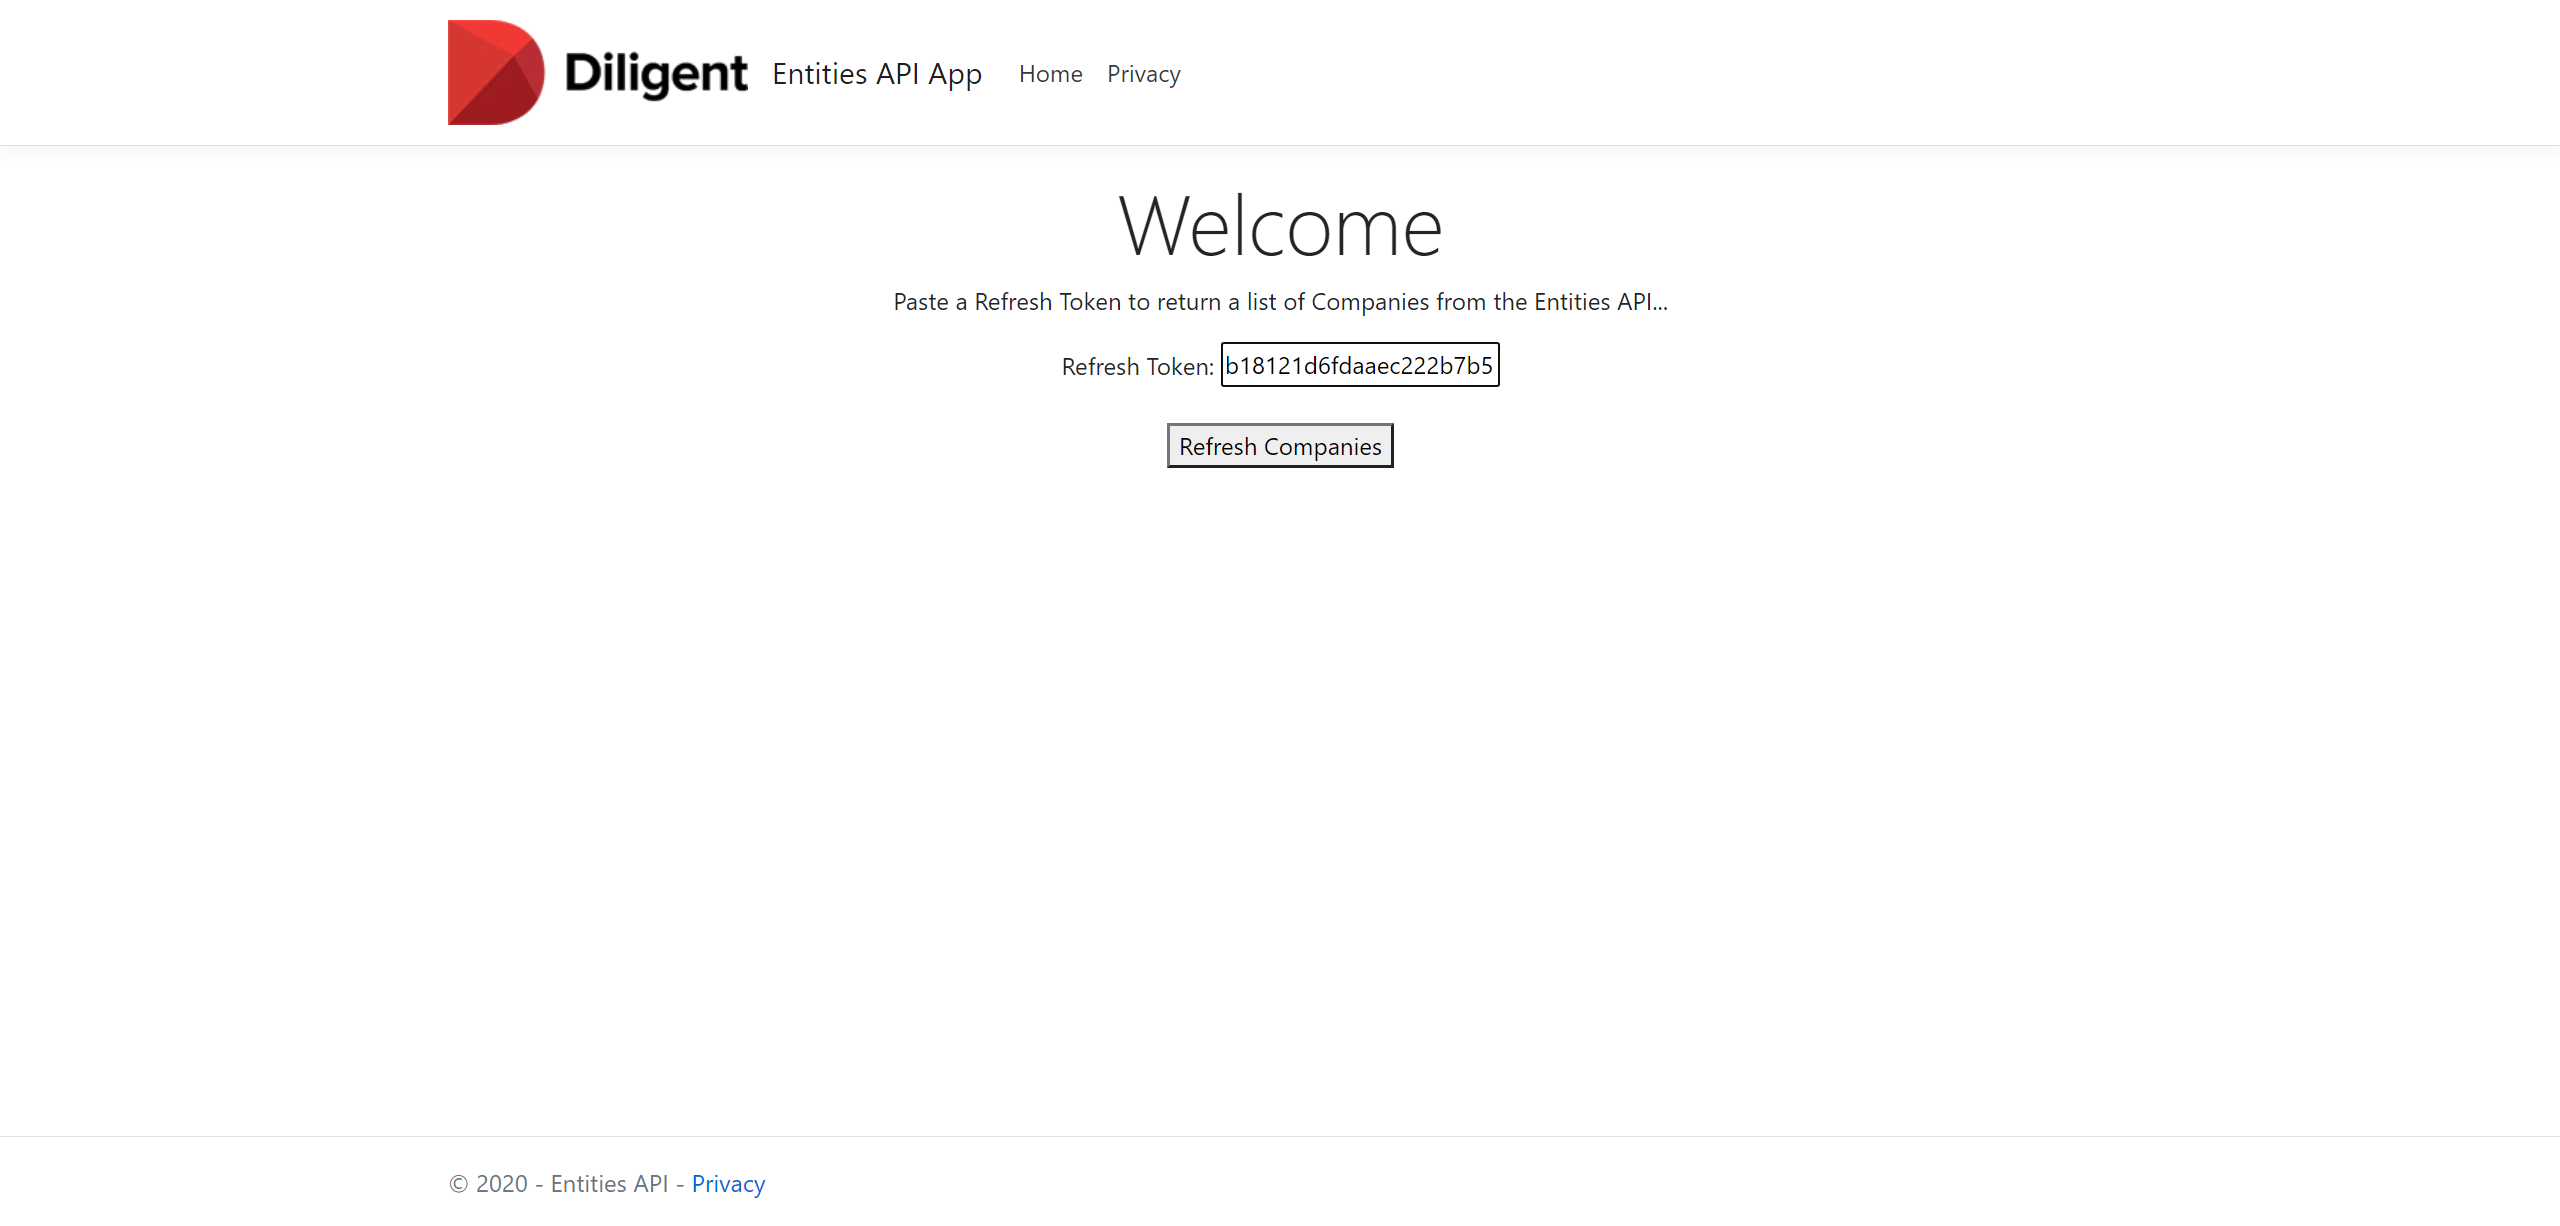 Diligent Entities API App Home Privacy
Welcome
Paste a Refresh Token to return a list of Companies from the Entities API...
Refresh Token: b18121d6fdaaec222b7b5
Refresh Companies
© 2020 - Entities API - Privacy